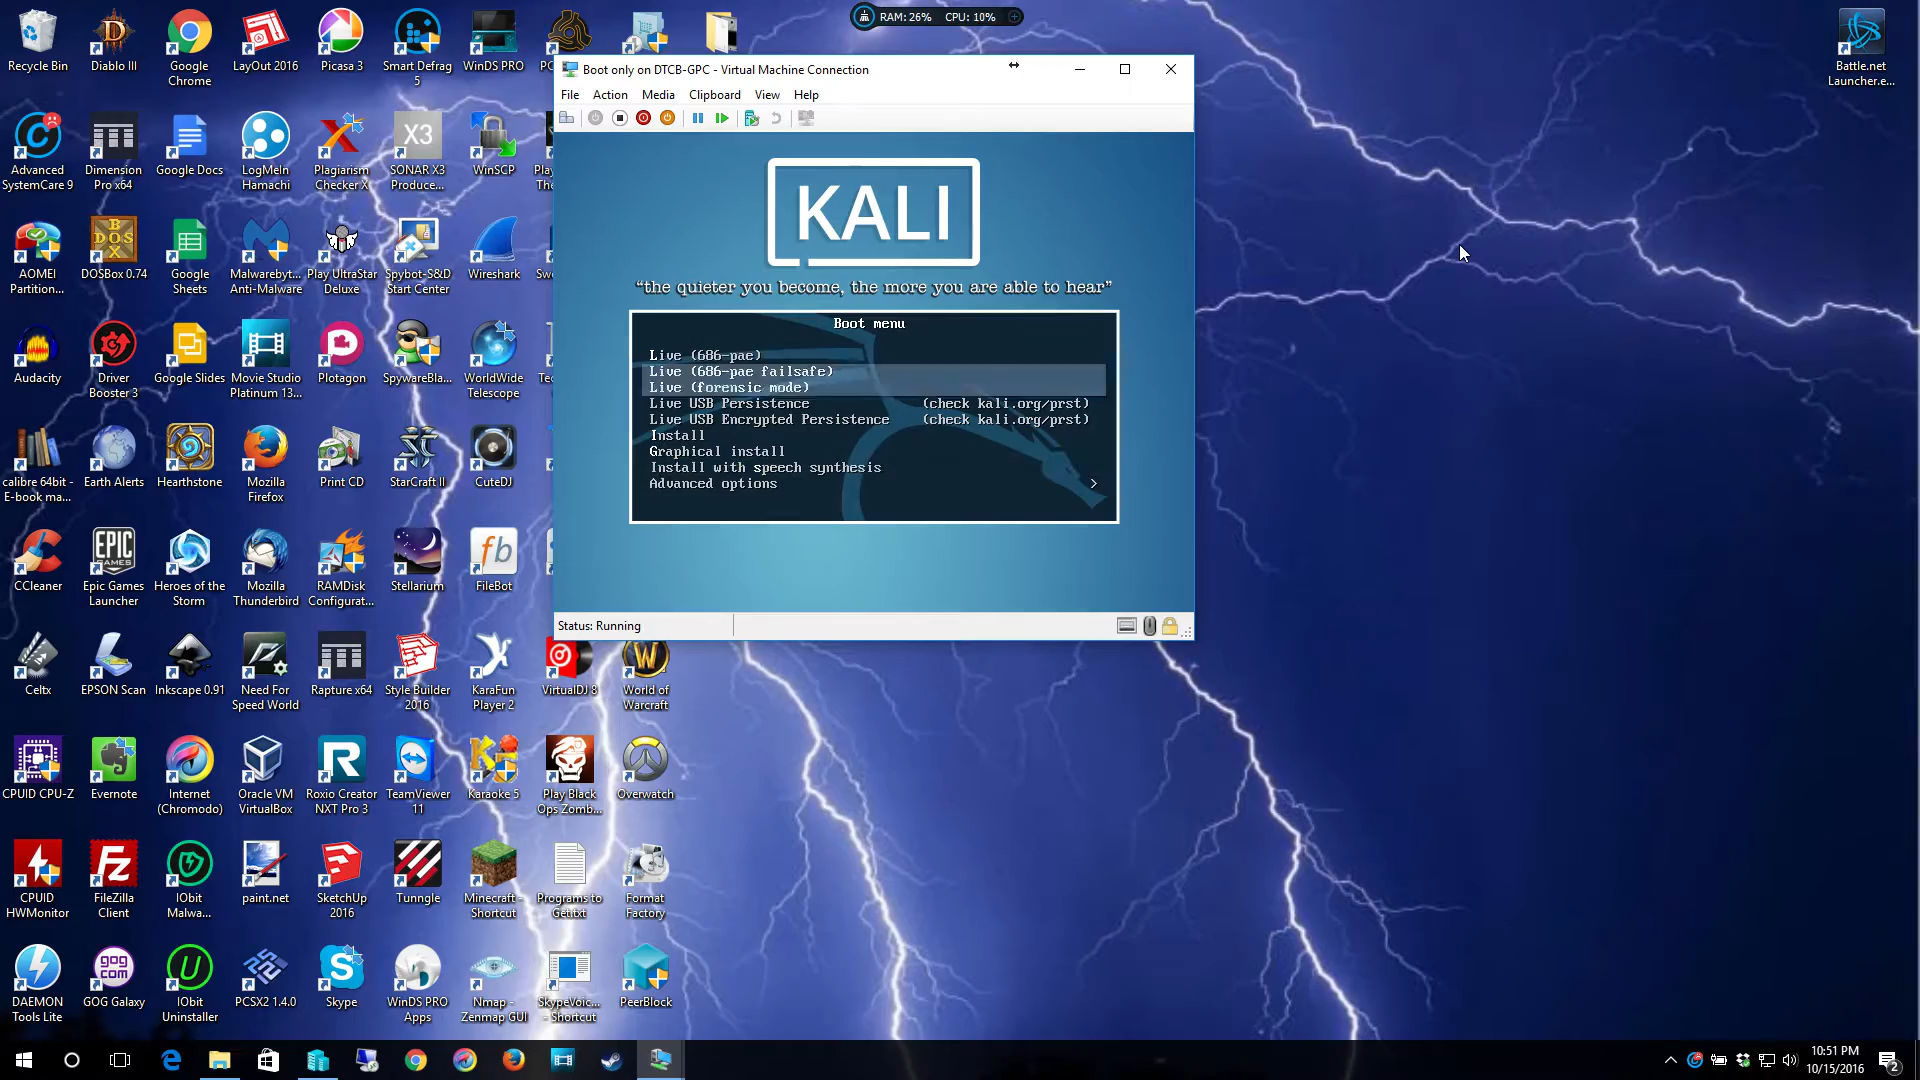 RAM: 26% CPU: 10%
Recycle Bin
Diablo III
Google
Chrome
LayOut 2016
Picasa 3
Smart Defrag
5
WinDS PRO
Battle.net
Launcher.e...
Boot only on DTCB-GPC - Virtual Machine Connection
File Action Media Clipboard View Help
Advanced
SystemCare 9
Dimension
Pro x64
Google Docs
LogMeIn
Hamachi
Plagiarism
Checker X
X3
SONAR X3
Produce...
WinSCP
KALI
“the quieter you become, the more you are able to hear”
Boot menu
Live (686-pae)
Live (686-pae failsafe)
Live (forensic mode)
Live USB Persistence (check kali.org/prst)
Live USB Encrypted Persistence (check kali.org/prst)
Install
Graphical install
Install with speech synthesis
Advanced options >
Status: Running
AOMEI
Partition...
DOSBox 0.74
Google
Sheets
Malwarebyt...
Anti-Malware
Play UltraStar
Deluxe
Spybot-S&D
Start Center
Wireshark
Audacity
Driver
Booster 3
Google Slides
Movie Studio
Platinum 13...
Plotagon
SpywareBla...
WorldWide
Telescope
calibre 64bit -
E-book ma...
Earth Alerts
Hearthstone
Mozilla
Firefox
Print CD
StarCraft II
CuteDJ
CCleaner
EPIC
GAMES
Epic Games
Launcher
Heroes of the
Storm
Mozilla
Thunderbird
RAMDisk
Configurat...
Stellarium
fb
FileBot
Celtx
EPSON Scan
Inkscape 0.91
Need For
Speed World
Rapture x64
Style Builder
2016
KaraFun
Player 2
VirtualDJ 8
World of
Warcraft
CPUID CPU-Z
Evernote
Internet
(Chromodo)
Oracle VM
VirtualBox
Roxio Creator
NXT Pro 3
TeamViewer
11
Karaoke 5
Play Black
Ops Zomb...
Overwatch
CPUID
HWMonitor
Fz
FileZilla
Client
IObit
Malwa...
paint.net
SketchUp
2016
Tunngle
Minecraft -
Shortcut
Programs to
Get.txt
Format
Factory
DAEMON
Tools Lite
gog
com
GOG Galaxy
IObit
Uninstaller
PCSX2 1.4.0
Skype
WinDS PRO
Apps
Nmap -
Zenmap GUI
SkypeVoic...
- Shortcut
PeerBlock
10:51 PM
10/15/2016
2